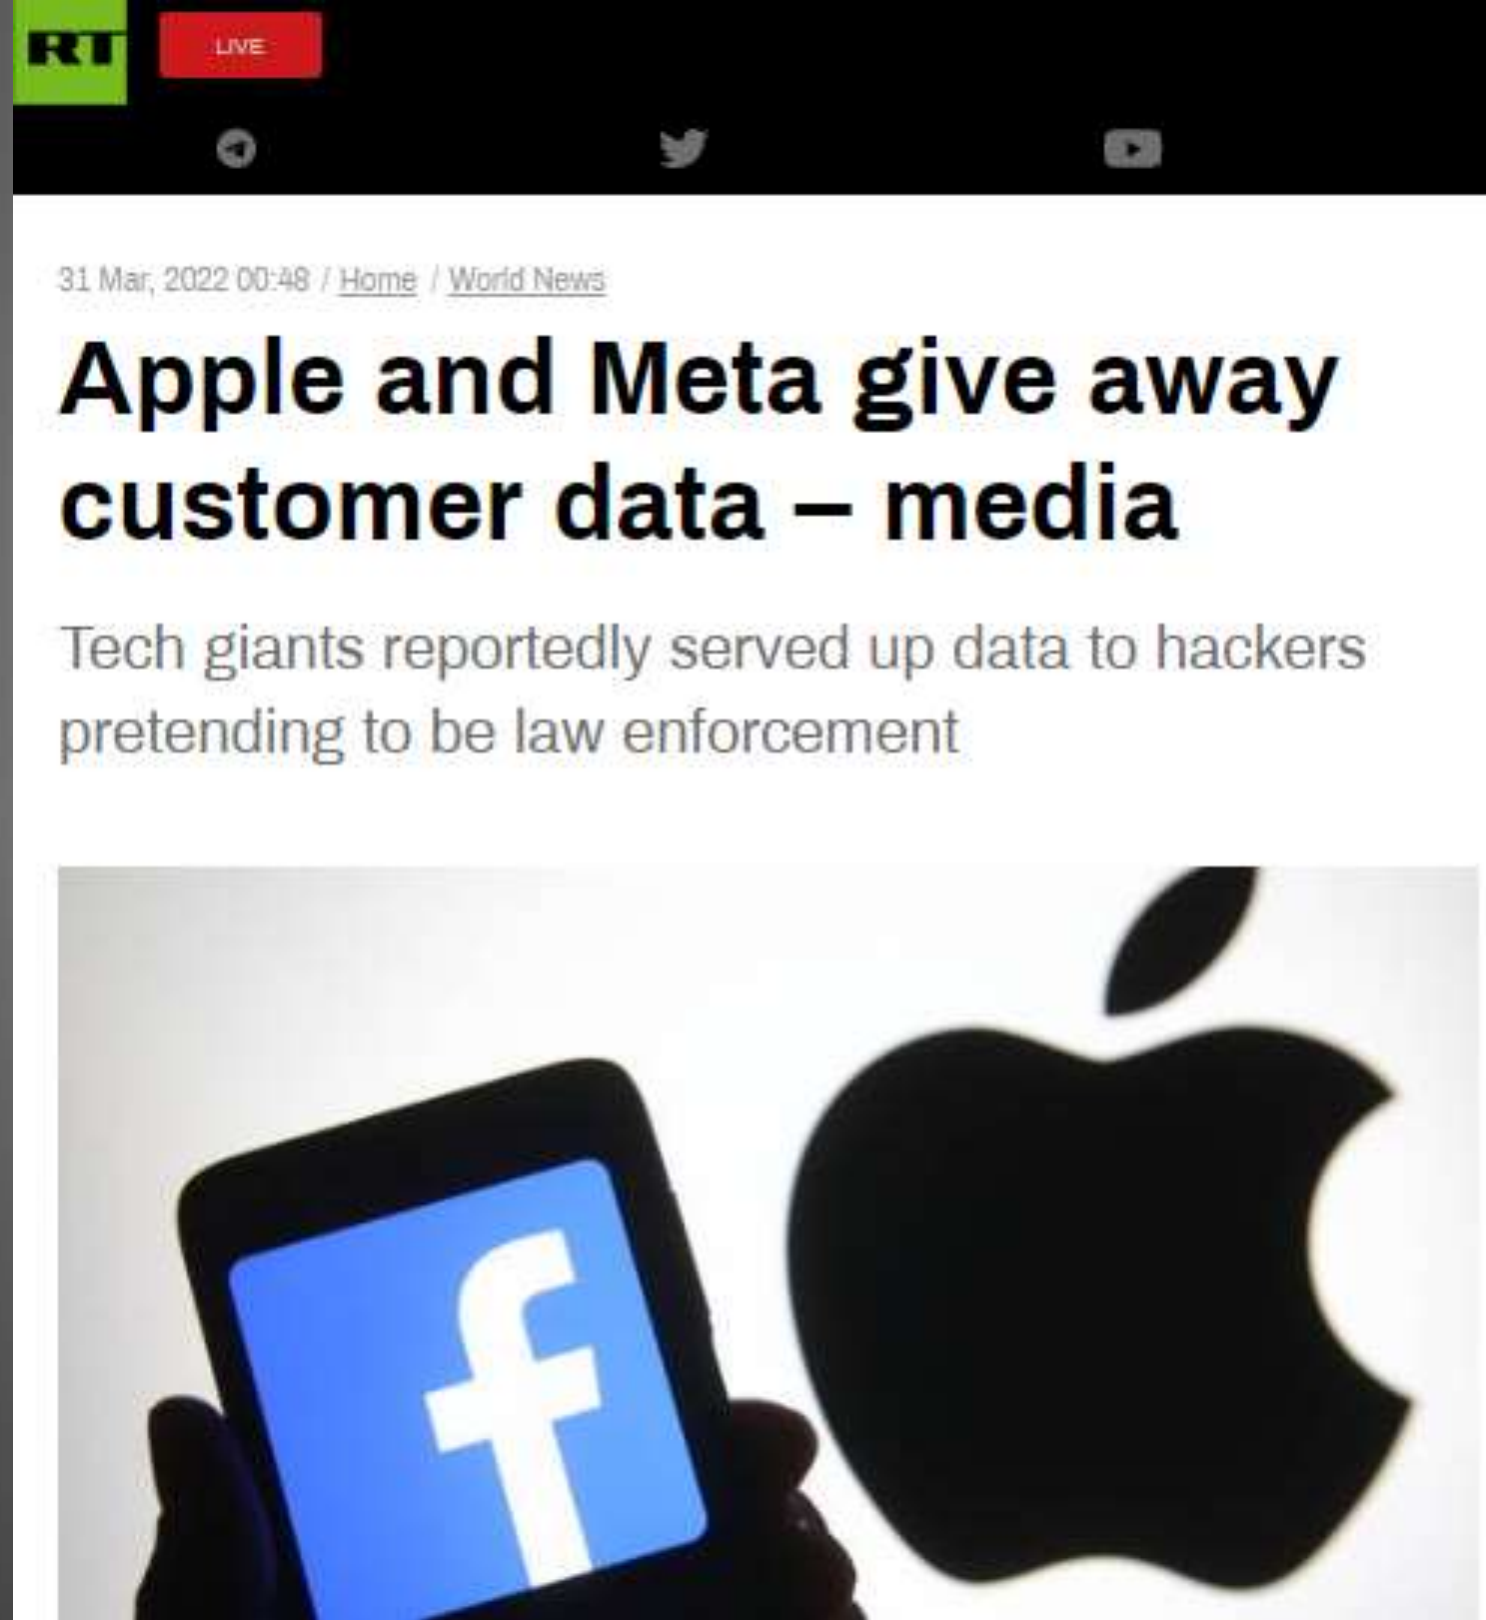 RT
LIVE
31 Mar, 2022 00:48 / Home / World News
Apple and Meta give away
customer data – media
Tech giants reportedly served up data to hackers
pretending to be law enforcement
f